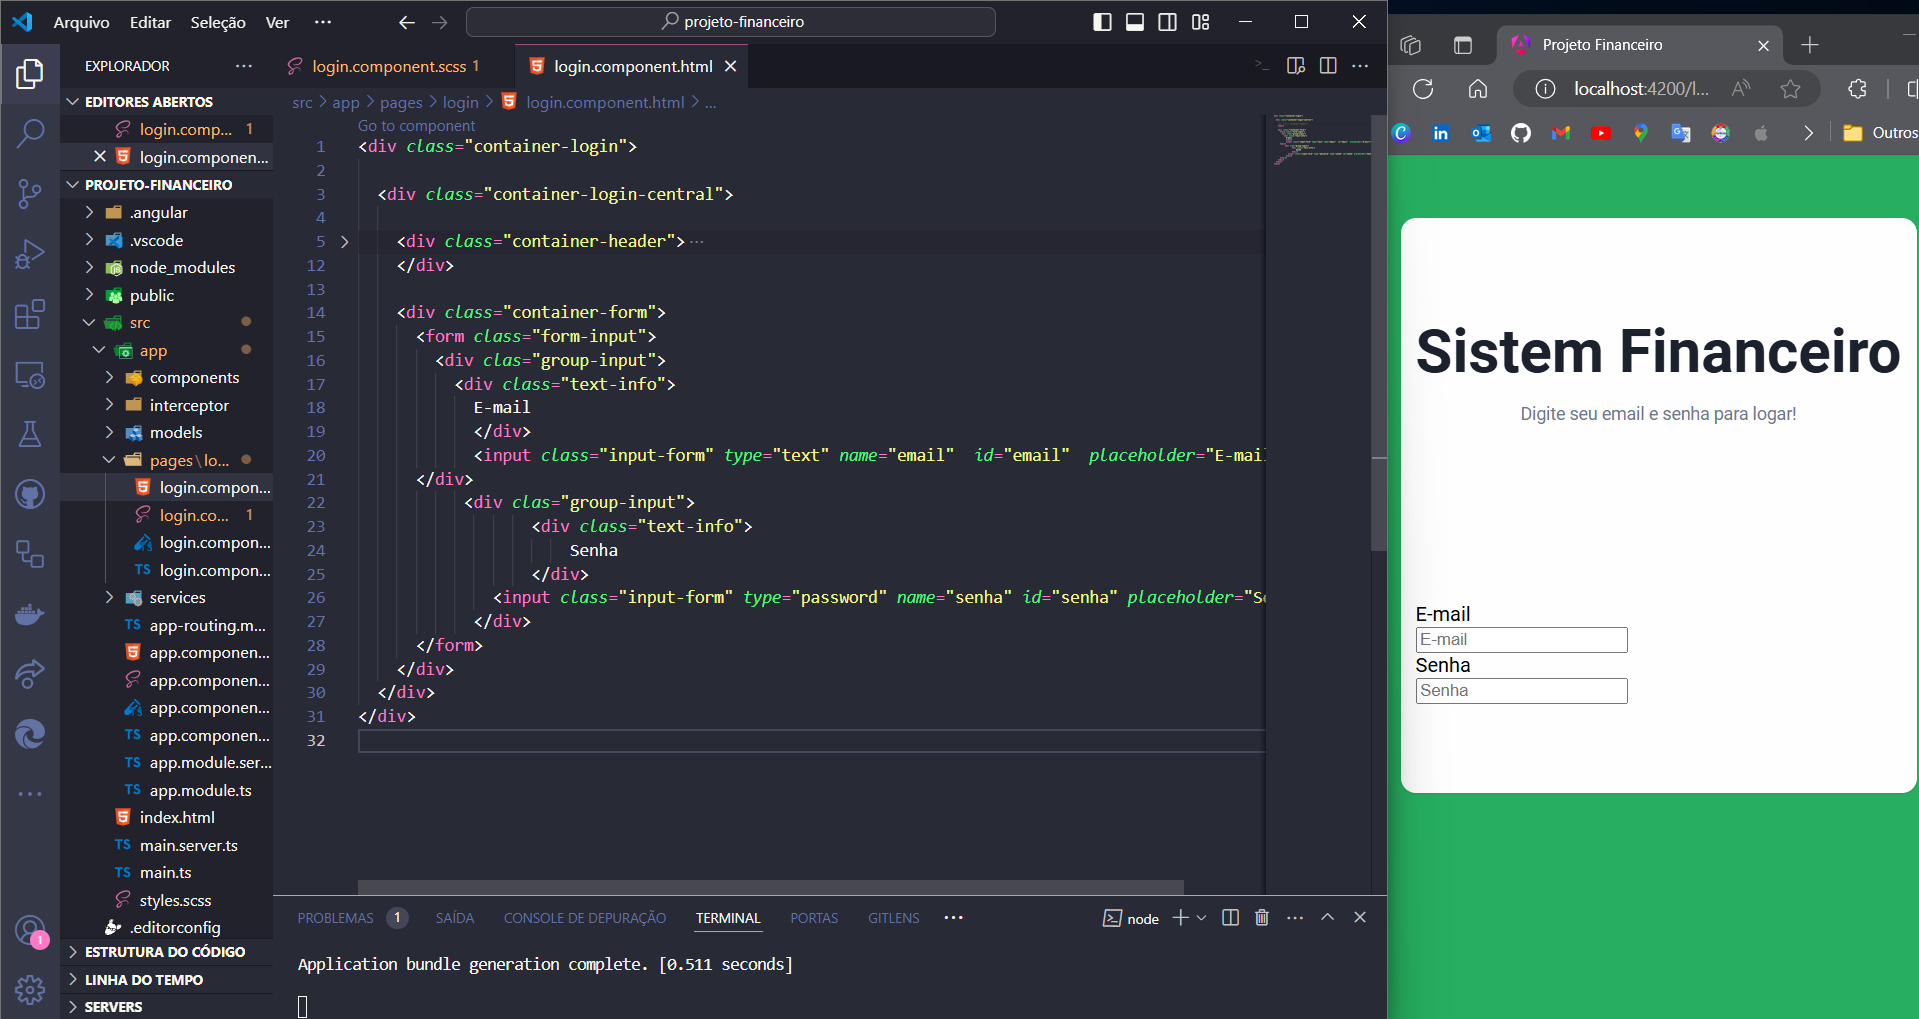 Arquivo Editar Seleção Ver ··· projeto-financeiro
EXPLORADOR ···
EDITORES ABERTOS
login.comp... 1
login.componen...
PROJETO-FINANCEIRO
.angular
.vscode
node_modules
public
src
app
components
interceptor
models
pages\lo...
login.compon...
login.co... 1
login.compon...
TS login.compon...
services
TS app-routing.m...
app.componen...
app.componen...
app.componen...
TS app.componen...
TS app.module.ser...
TS app.module.ts
index.html
TS main.server.ts
TS main.ts
styles.scss
.editorconfig
ESTRUTURA DO CÓDIGO
LINHA DO TEMPO
SERVERS
1
login.component.scss 1 login.component.html
src > app > pages > login > login.component.html > ...
Go to component
1 <div class="container-login">
2
3 <div class="container-login-central">
4
5 <div class="container-header"> ···
12 </div>
13
14 <div class="container-form">
15 <form class="form-input">
16 <div clas="group-input">
17 <div class="text-info">
18 E-mail
19 </div>
20 <input class="input-form" type="text" name="email" id="email" placeholder="E-mail
21 </div>
22 <div clas="group-input">
23 <div class="text-info">
24 Senha
25 </div>
26 <input class="input-form" type="password" name="senha" id="senha" placeholder="Se
27 </div>
28 </form>
29 </div>
30 </div>
31 </div>
32
PROBLEMAS 1 SAÍDA CONSOLE DE DEPURAÇÃO TERMINAL PORTAS GITLENS ··· node
Application bundle generation complete. [0.511 seconds]
Projeto Financeiro
localhost:4200/l...
Outros
Sistem Financeiro
Digite seu email e senha para logar!
E-mail
E-mail
Senha
Senha